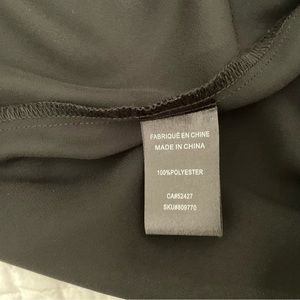 FABRIQUÉ EN CHINE
MADE IN CHINA
100%POLYESTER
CA#52427
SKU#809770